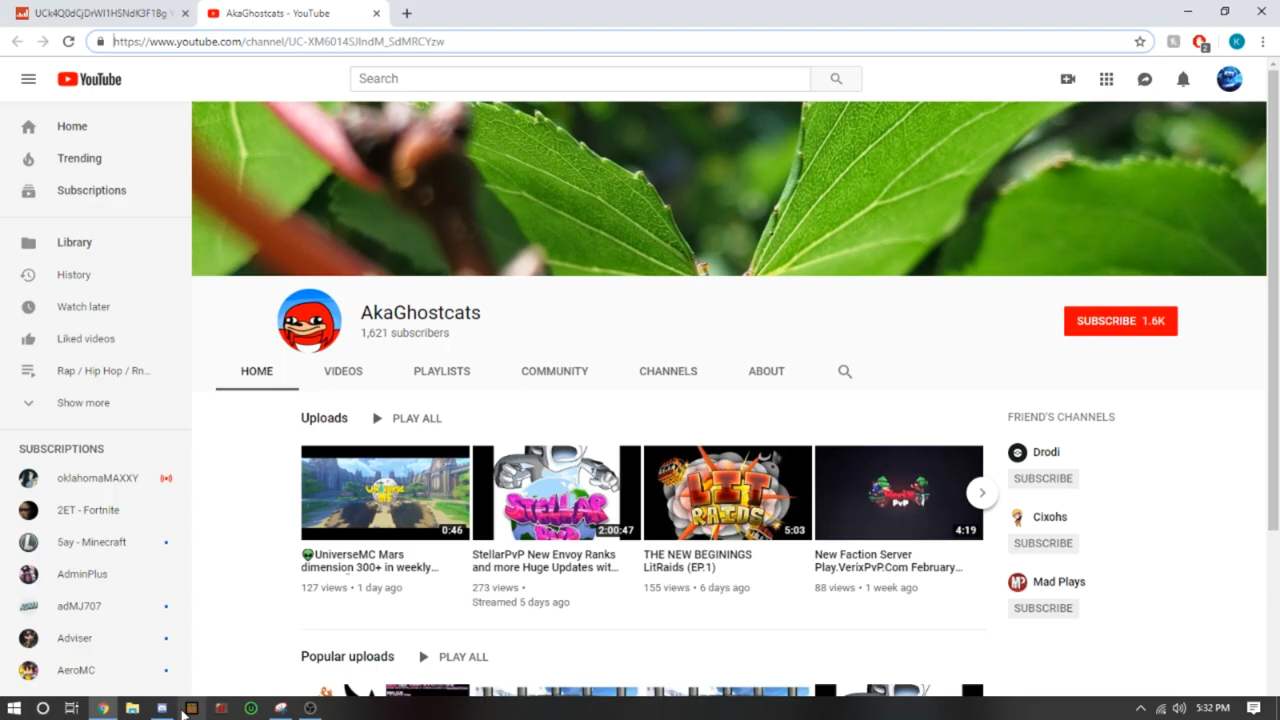 UCk4Q0dCjDrWI1HSNdK3F1Bg
AkaGhostcats - YouTube
https://www.youtube.com/channel/UC-XM6014SJIndM_SdMRCYzw
K
2
YouTube
Search
Home
Trending
Subscriptions
Library
History
Watch later
Liked videos
Rap / Hip Hop / Rn...
Show more
SUBSCRIPTIONS
oklahomaMAXXY
2ET - Fortnite
5ay - Minecraft
AdminPlus
adMJ707
Adviser
AeroMC
AkaGhostcats
1,621 subscribers
SUBSCRIBE 1.6K
HOME VIDEOS PLAYLISTS COMMUNITY CHANNELS ABOUT
Uploads PLAY ALL
0:46
STELLAR
2:00:47
LIT
RAIDS
5:03
4:19
👽UniverseMC Mars
dimension 300+ in weekly...
127 views • 1 day ago
StellarPvP New Envoy Ranks
and more Huge Updates wit...
273 views •
Streamed 5 days ago
THE NEW BEGININGS
LitRaids (EP.1)
155 views • 6 days ago
New Faction Server
Play.VerixPvP.Com February...
88 views • 1 week ago
FRIEND'S CHANNELS
Drodi
SUBSCRIBE
Cixohs
SUBSCRIBE
Mad Plays
SUBSCRIBE
Popular uploads PLAY ALL
5:32 PM